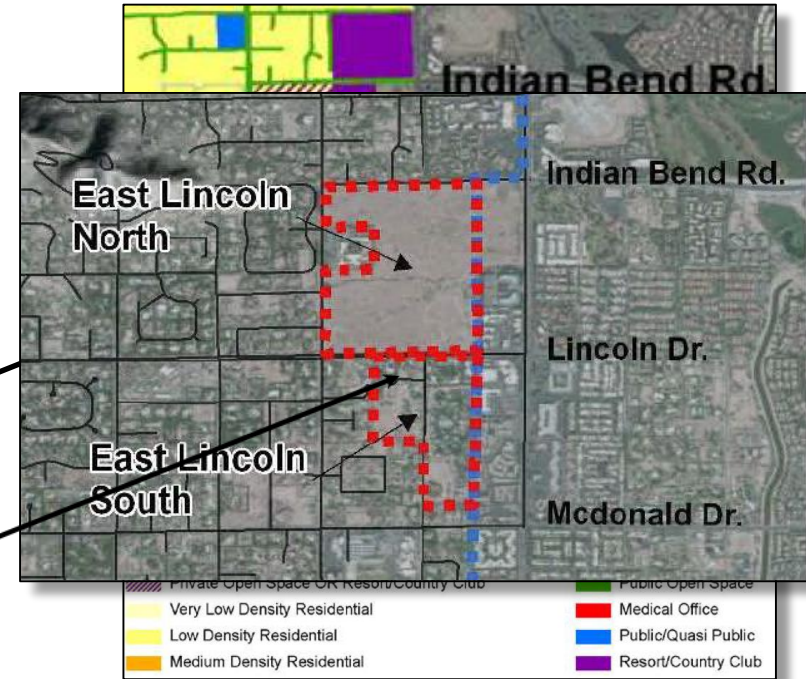 Indian Bend Rd.
East Lincoln
North
Indian Bend Rd.
Lincoln Dr.
East Lincoln
South
Mcdonald Dr.
Private Open Space OR Resort/Country Club
Public Open Space
Very Low Density Residential
Medical Office
Low Density Residential
Public/Quasi Public
Medium Density Residential
Resort/Country Club